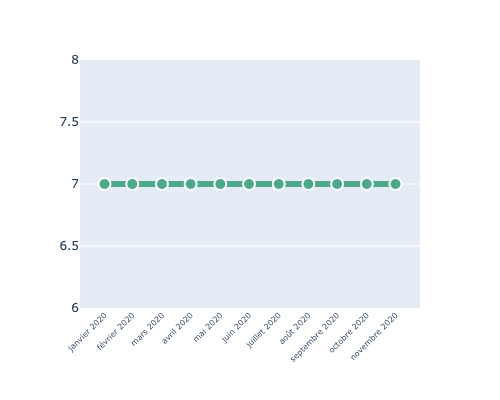 8
7.5
7
6.5
6
janvier 2020
février 2020
mars 2020
avril 2020
mai 2020
juin 2020
juillet 2020
août 2020
septembre 2020
octobre 2020
novembre 2020